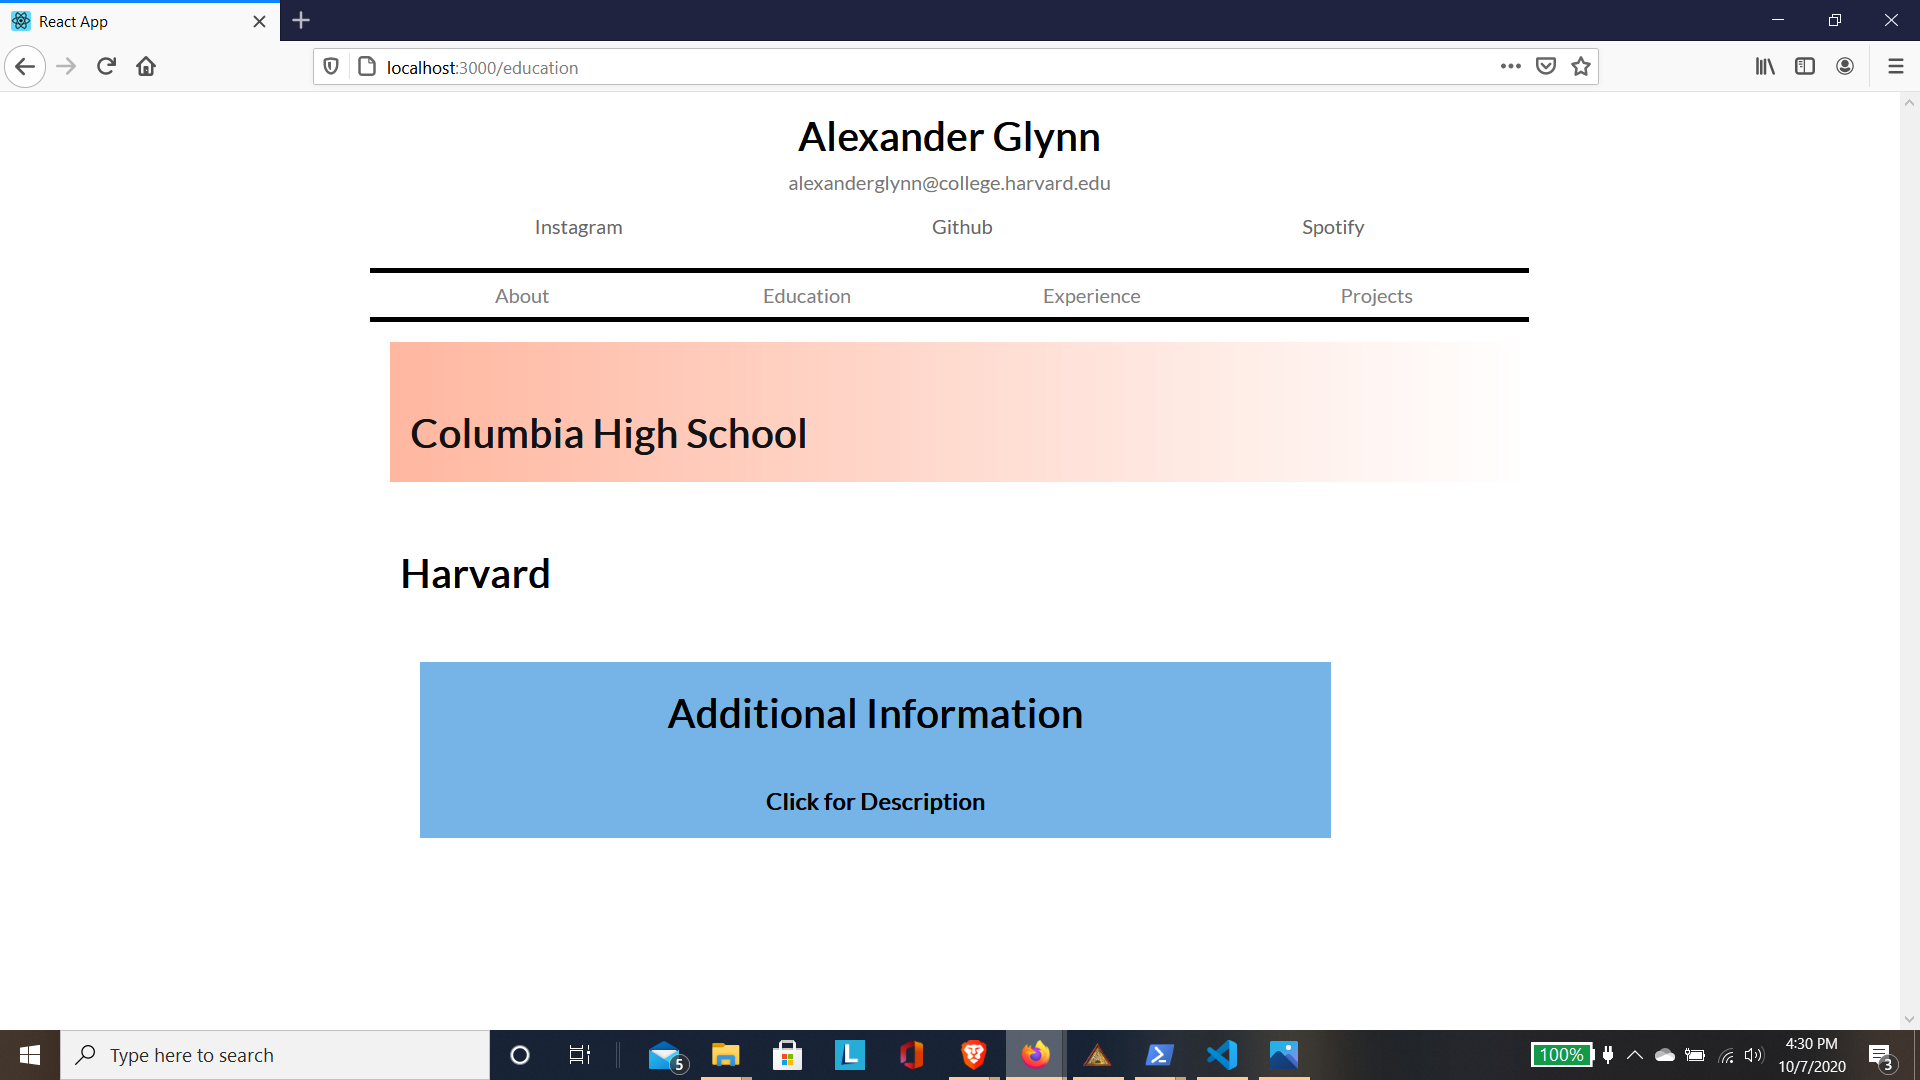 React App
localhost:3000/education
Alexander Glynn
alexanderglynn@college.harvard.edu
Instagram Github Spotify
About Education Experience Projects
Columbia High School
Harvard
Additional Information
Click for Description
Type here to search
5
L
100%
4:30 PM
10/7/2020
3